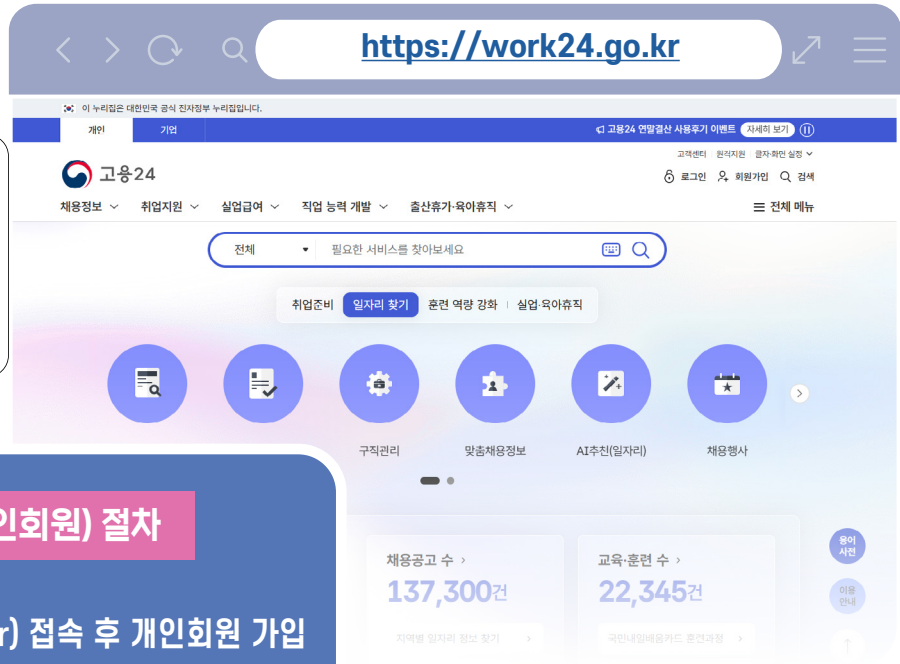 https://work24.go.kr
이 누리집은 대한민국 공식 전자정부 누리집입니다.
개인 기업 고용24 연말결산 사용후기 이벤트 자세히 보기
고객센터 원격지원 글자·화면 설정
고용24 로그인 회원가입 검색
채용정보 취업지원 실업급여 직업 능력 개발 출산휴가·육아휴직 전체 메뉴
전체 필요한 서비스를 찾아보세요
취업준비 일자리 찾기 훈련 역량 강화 실업·육아휴직
구직관리 맞춤채용정보 AI추천(일자리) 채용행사
인회원) 절차
r) 접속 후 개인회원 가입
채용공고 수 >
137,300건
지역별 일자리 정보 찾기 >
교육·훈련 수 >
22,345건
국민내일배움카드 훈련과정 >
용어
사전
이용
안내